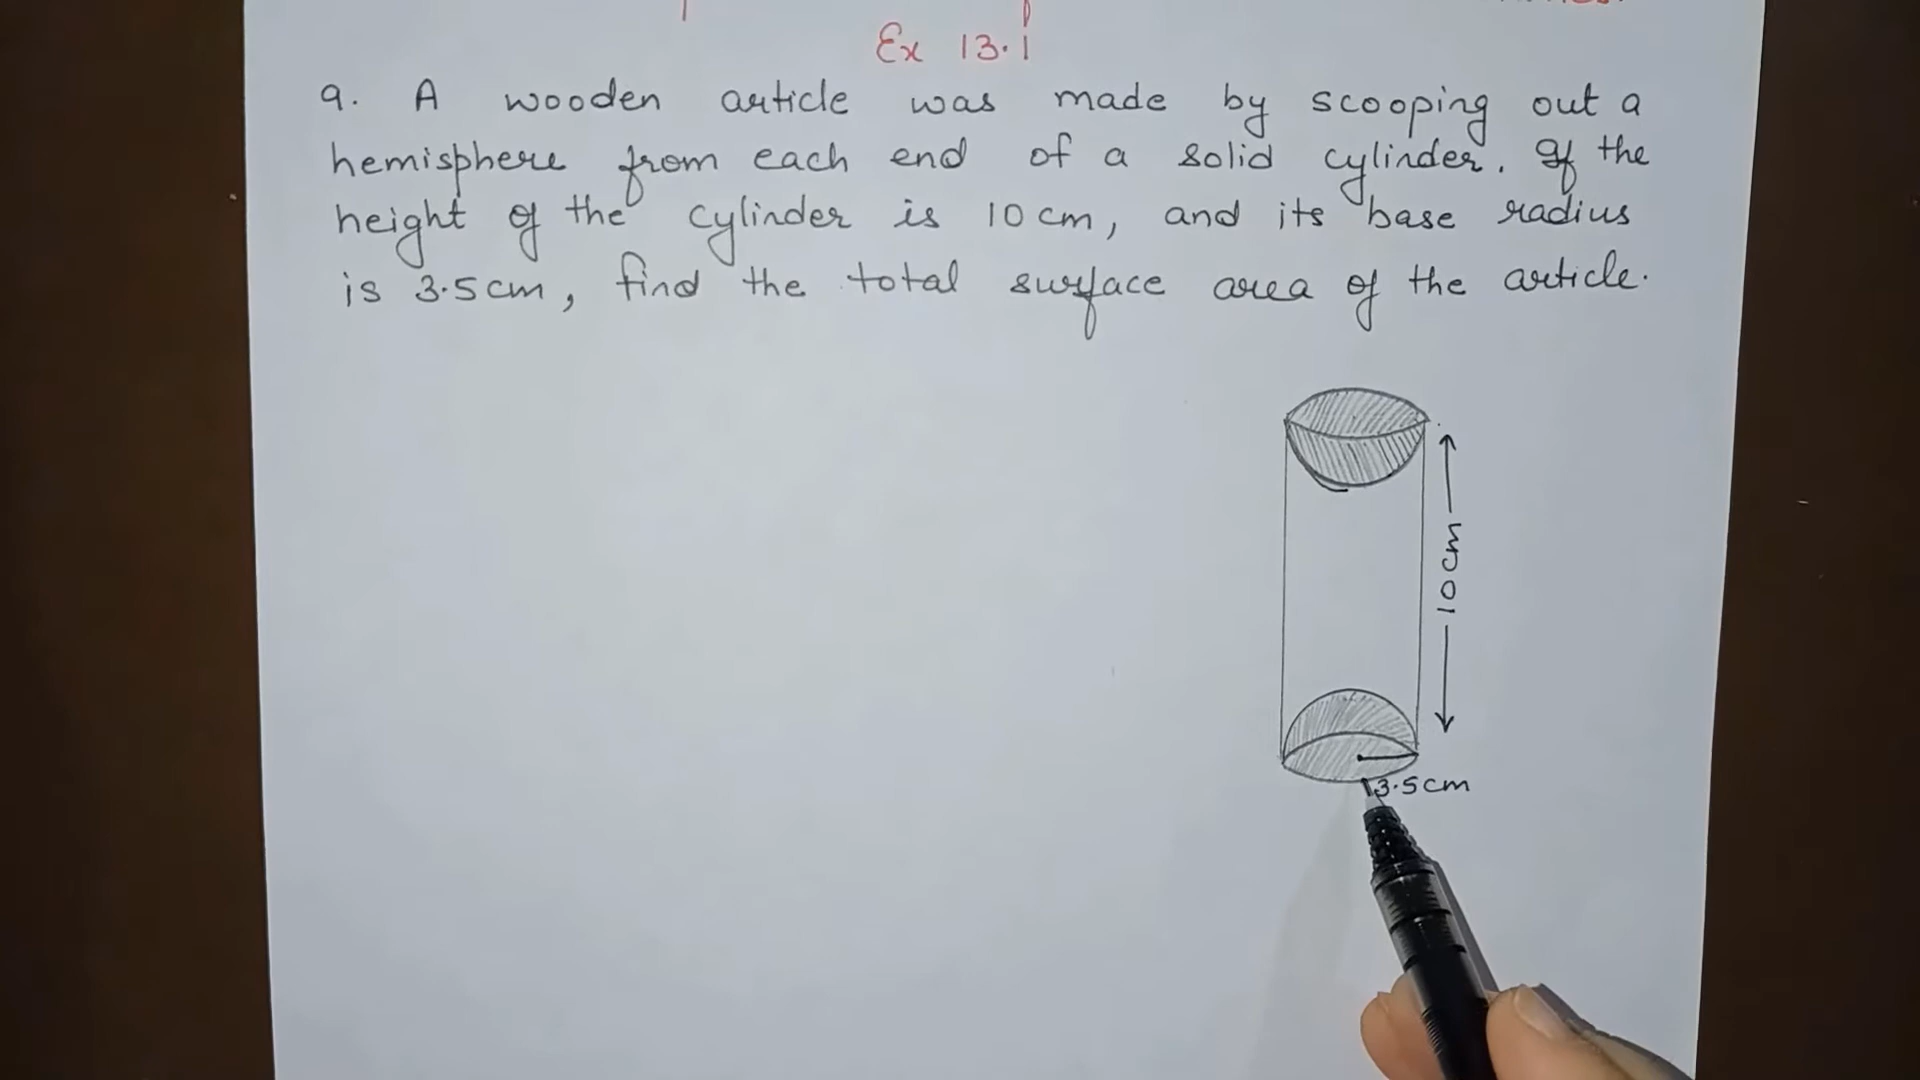 Ex 13.1
9. A wooden article was made by scooping out a
hemisphere from each end of a solid cylinder. If the
height of the cylinder is 10 cm, and its base radius
is 3.5 cm, find the total surface area of the article.
10 cm
3.5 cm